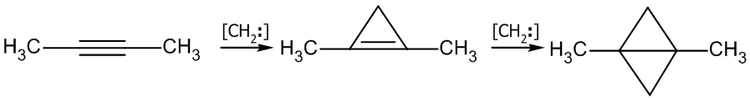 [CH₂:] [CH₂:]
H₃C CH₃ H₃C CH₃ H₃C CH₃